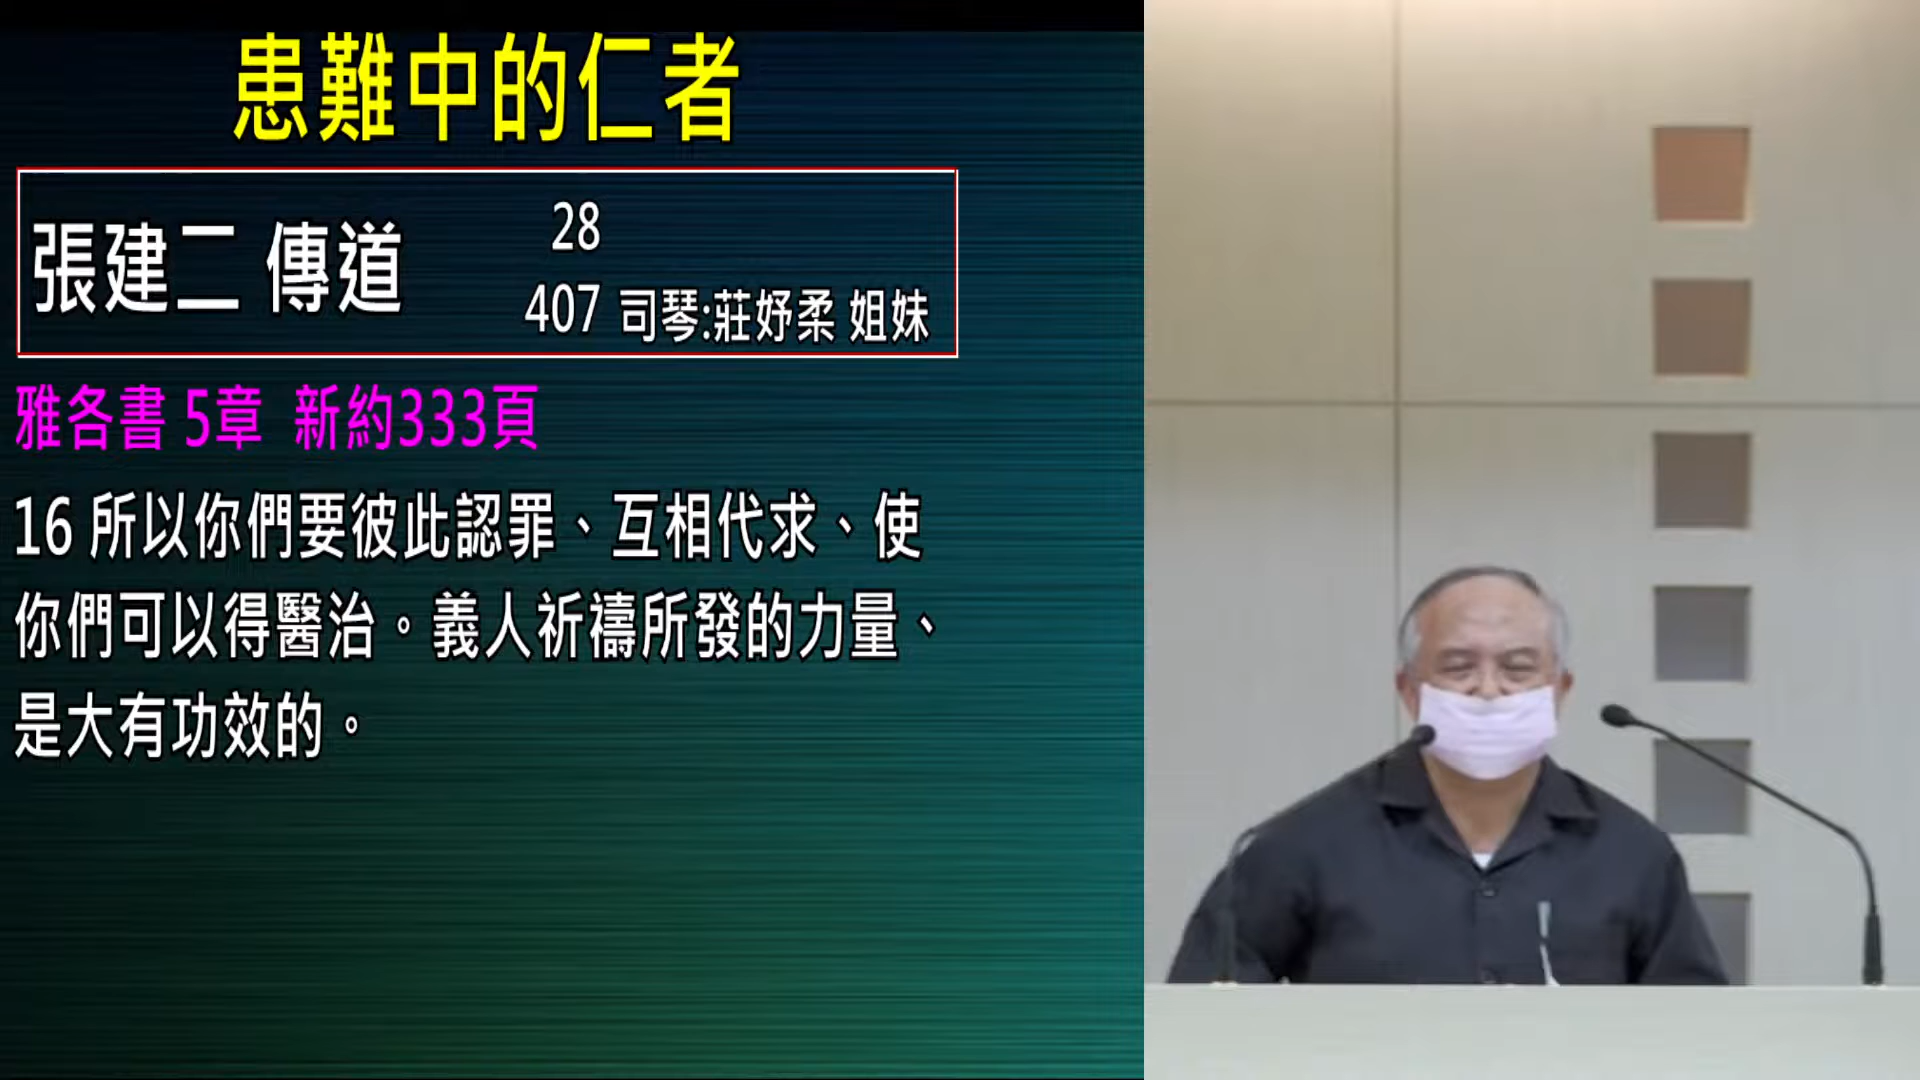 患難中的仁者
張建二 傳道
28
407 司琴:莊妤柔 姐妹
雅各書 5章 新約333頁
16 所以你們要彼此認罪、互相代求、使
你們可以得醫治。義人祈禱所發的力量、
是大有功效的。